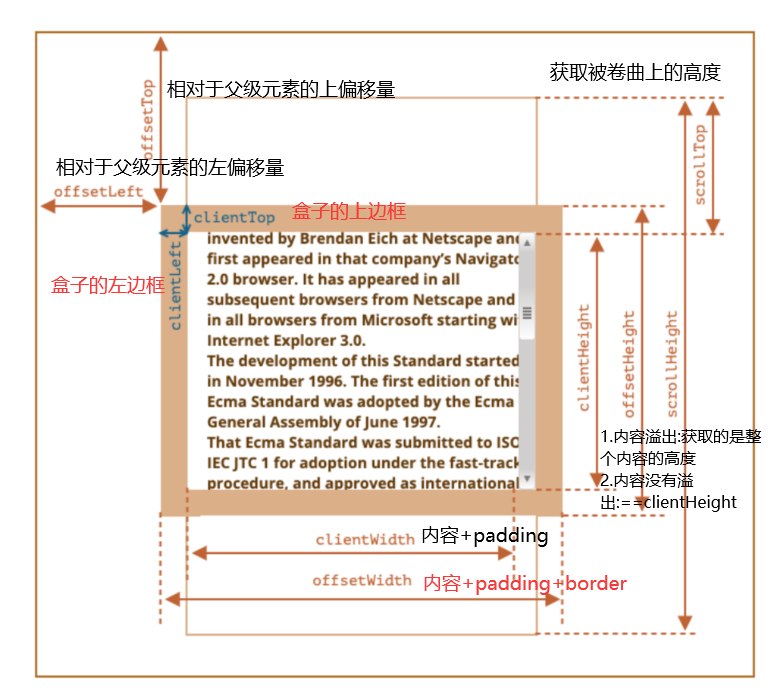 获取被卷曲上的高度
相对于父级元素的上偏移量
offsetTop
scrollTop
相对于父级元素的左偏移量
offsetLeft
clientTop
盒子的上边框
盒子的左边框
clientLeft
invented by Brendan Eich at Netscape and
first appeared in that company's Navigato
2.0 browser. It has appeared in all
subsequent browsers from Netscape and
in all browsers from Microsoft starting wi
Internet Explorer 3.0.
The development of this Standard started
in November 1996. The first edition of this
Ecma Standard was adopted by the Ecma
General Assembly of June 1997.
That Ecma Standard was submitted to ISO
IEC JTC 1 for adoption under the fast-track
procedure, and approved as international
clientHeight
offsetHeight
scrollHeight
1.内容溢出:获取的是整
个内容的高度
2.内容没有溢
出:==clientHeight
clientWidth
内容+padding
offsetWidth
内容+padding+border